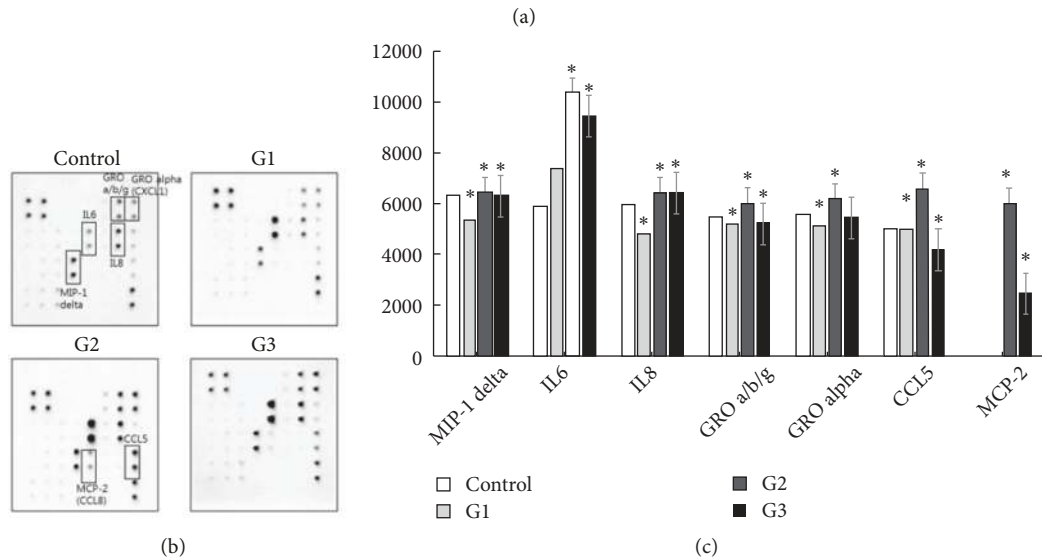 (a)
Control
G1
GRO
a/b/g
GRO alpha
(CXCL1)
IL6
IL8
MIP-1
delta
G2
G3
CCL5
MCP-2
(CCL8)
(b)
12000
10000
8000
6000
4000
2000
0
* * * * * * * * * * * * * * * * * * *
MIP-1 delta
IL6
IL8
GRO a/b/g
GRO alpha
CCL5
MCP-2
Control
G1
G2
G3
(c)